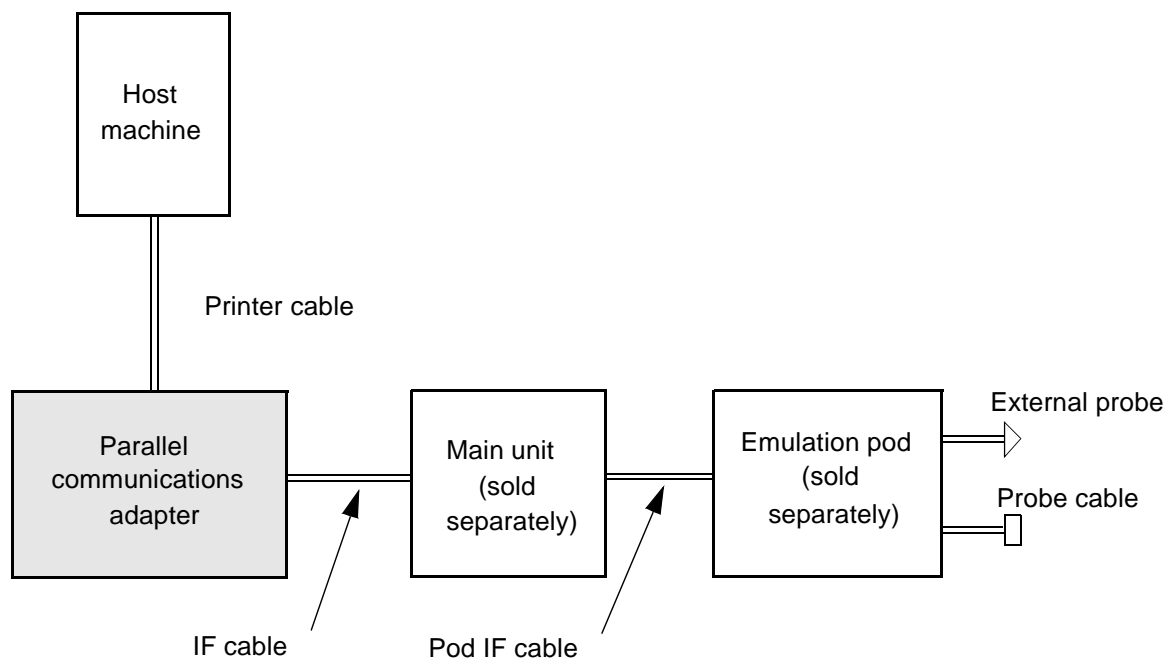 Host
machine
Printer cable
Parallel
communications
adapter
Main unit
(sold
separately)
Emulation pod
(sold
separately)
External probe
Probe cable
IF cable
Pod IF cable